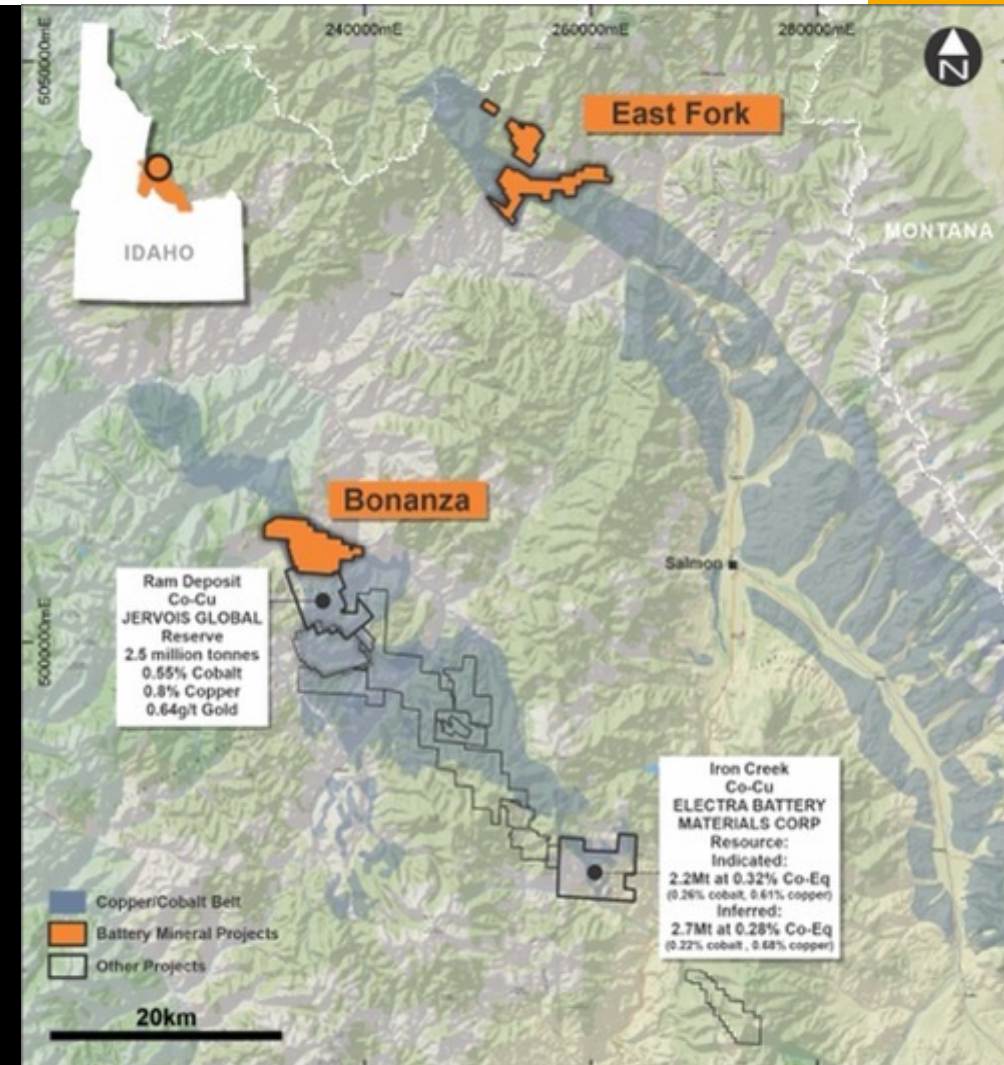 240000mE
260000mE
280000mE
5050000mE
N
East Fork
IDAHO
MONTANA
Bonanza
Salmon
Ram Deposit
Co-Cu
JERVOIS GLOBAL
Reserve
2.5 million tonnes
0.55% Cobalt
0.8% Copper
0.64g/t Gold
5000000mE
Iron Creek
Co-Cu
ELECTRA BATTERY
MATERIALS CORP
Resource:
Indicated:
2.2Mt at 0.32% Co-Eq
(0.26% cobalt, 0.61% copper)
Inferred:
2.7Mt at 0.28% Co-Eq
(0.22% cobalt , 0.68% copper)
Copper/Cobalt Belt
Battery Mineral Projects
Other Projects
20km